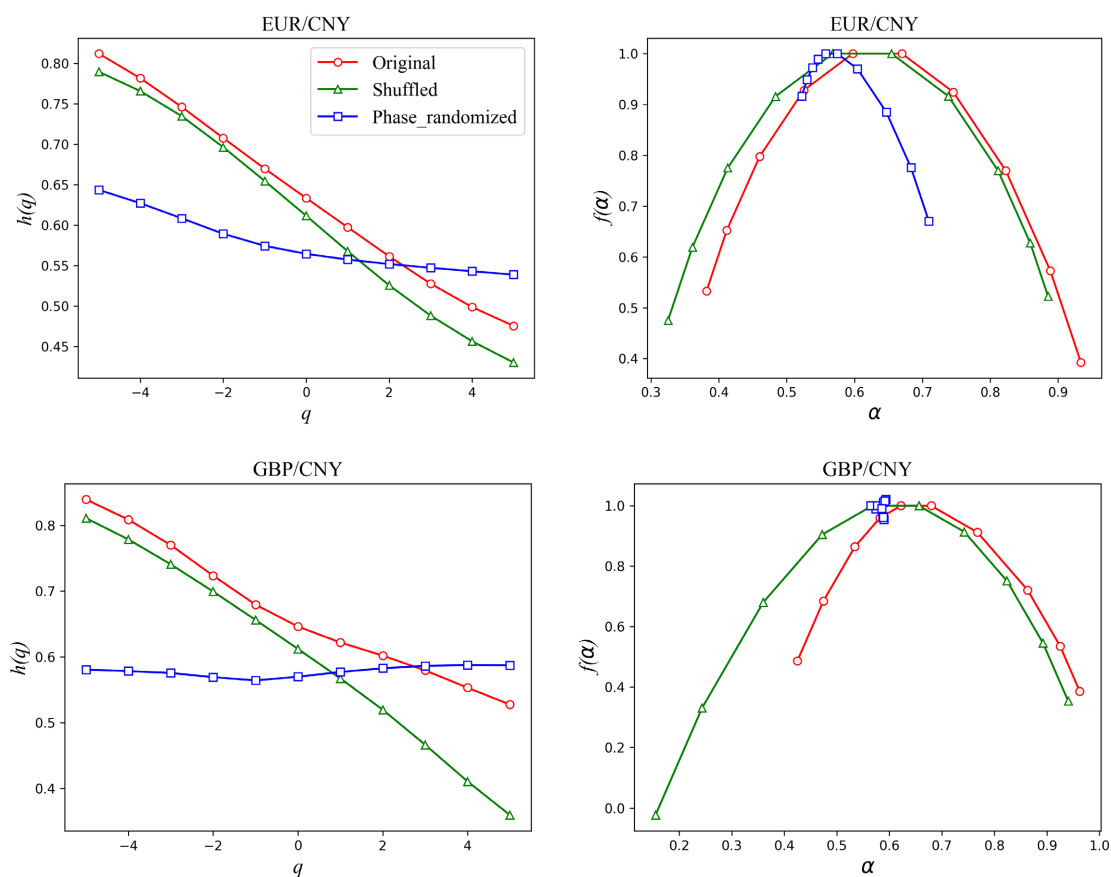 EUR/CNY
h(q)
0.80
0.75
0.70
0.65
0.60
0.55
0.50
0.45
Original
Shuffled
Phase_randomized
−4 −2 0 2 4
q
EUR/CNY
f(α)
1.0
0.9
0.8
0.7
0.6
0.5
0.4
0.3 0.4 0.5 0.6 0.7 0.8 0.9
α
GBP/CNY
h(q)
0.8
0.7
0.6
0.5
0.4
−4 −2 0 2 4
q
GBP/CNY
f(α)
1.0
0.8
0.6
0.4
0.2
0.0
0.2 0.3 0.4 0.5 0.6 0.7 0.8 0.9 1.0
α